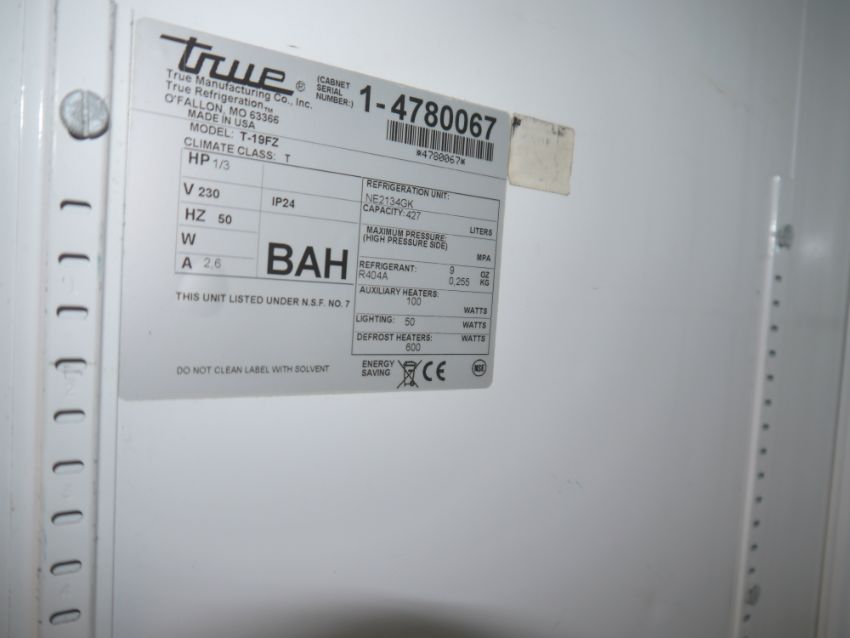 true®
True Manufacturing Co., Inc.
True Refrigeration™
O'FALLON, MO 63366
MADE IN USA
(CABNET
SERIAL
NUMBER:)
1-4780067
*4780067*
MODEL: T-19FZ
CLIMATE CLASS: T
HP 1/3
V 230
HZ 50
W
A 2,6
IP24
BAH
REFRIGERATION UNIT:
NE2134GK
CAPACITY: 427 LITERS
MAXIMUM PRESSURE:
(HIGH PRESSURE SIDE)
MPA
REFRIGERANT: 9 OZ
R404A 0,255 KG
AUXILIARY HEATERS:
100 WATTS
LIGHTING: 50 WATTS
DEFROST HEATERS: WATTS
600
THIS UNIT LISTED UNDER N.S.F. NO. 7
DO NOT CLEAN LABEL WITH SOLVENT
ENERGY
SAVING
CE
NSF